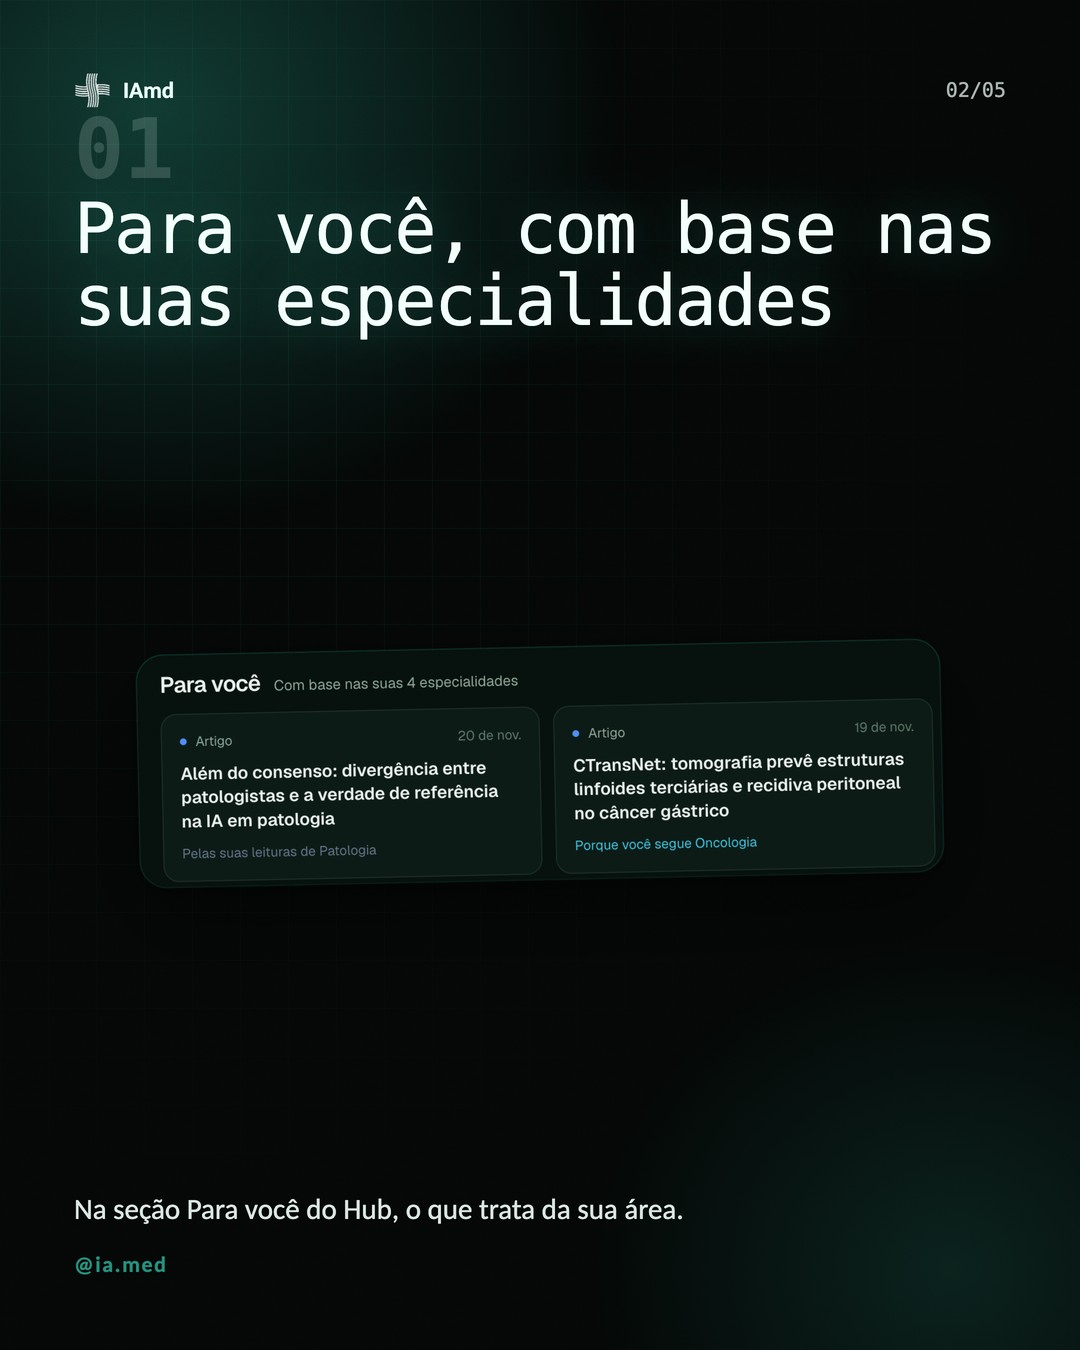 IAmd
02/05
01
Para você, com base nas
suas especialidades
Para você Com base nas suas 4 especialidades
Artigo 20 de nov.
Além do consenso: divergência entre
patologistas e a verdade de referência
na IA em patologia
Pelas suas leituras de Patologia
Artigo 19 de nov.
CTransNet: tomografia prevê estruturas
linfoides terciárias e recidiva peritoneal
no câncer gástrico
Porque você segue Oncologia
Na seção Para você do Hub, o que trata da sua área.
@ia.med